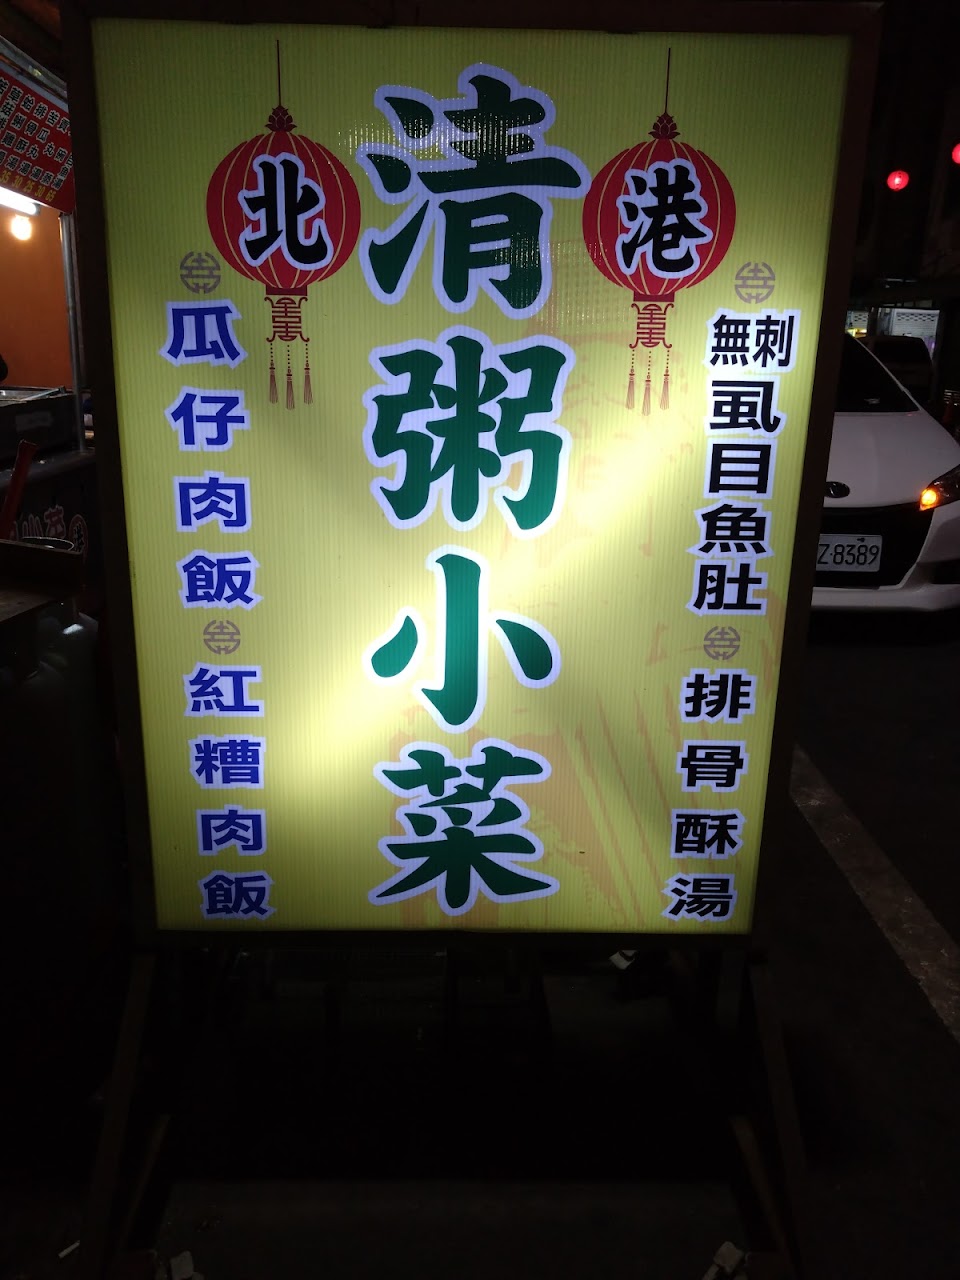 北港
清粥小菜
無刺虱目魚肚
排骨酥湯
瓜仔肉飯
紅糟肉飯
Z-8389